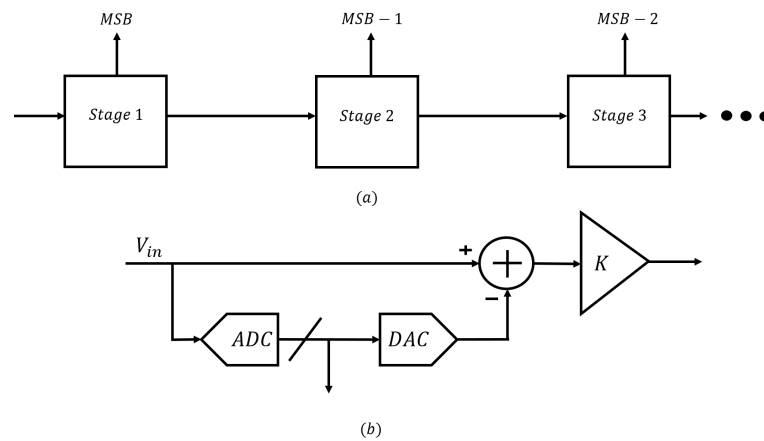 MSB
MSB − 1
MSB − 2
Stage 1
Stage 2
Stage 3
(a)
V_in
+
+
−
K
ADC
DAC
(b)